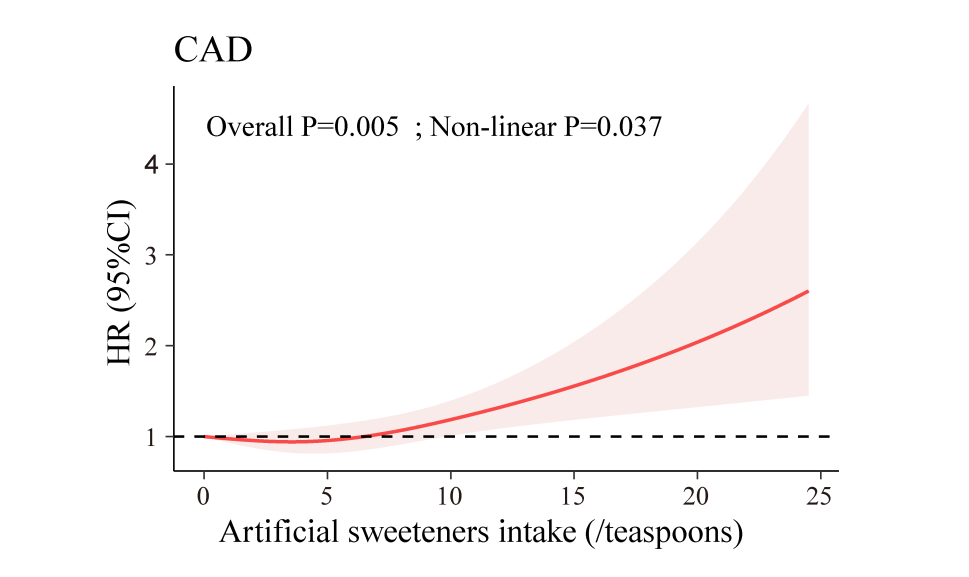 CAD
Overall P=0.005 ; Non-linear P=0.037
HR (95%CI)
4
3
2
1
0 5 10 15 20 25
Artificial sweeteners intake (/teaspoons)